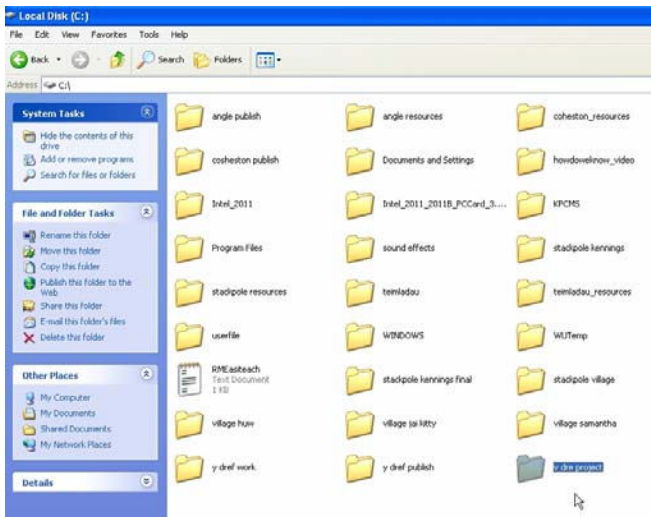 Local Disk (C:)
File Edit View Favorites Tools Help
Back Search Folders
Address C:\
System Tasks
Hide the contents of this
drive
Add or remove programs
Search for files or folders
File and Folder Tasks
Rename this folder
Move this folder
Copy this folder
Publish this folder to the
Web
Share this folder
E-mail this folder's files
Delete this folder
Other Places
My Computer
My Documents
Shared Documents
My Network Places
Details
angle publish angle resources coheston_resources
cosheston publish Documents and Settings howdoweknow_video
Intel_2011 Intel_2011_2011B_PCCard_3.... KPCMS
Program Files sound effects stackpole kennings
stackpole resources teimladau teimladau_resources
userfile WINDOWS WUTemp
RMEasiteach
Text Document
1 KB
stackpole kennings final stackpole village
village huw village jai kitty village samantha
y dref work y dref publish y dre project